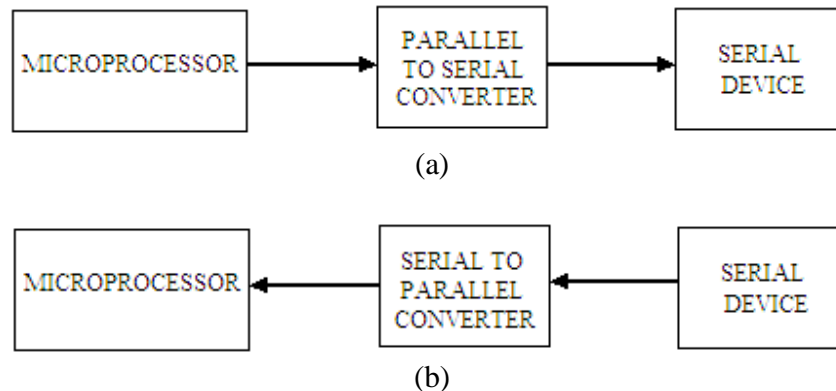 MICROPROCESSOR
PARALLEL
TO SERIAL
CONVERTER
SERIAL
DEVICE
(a)
MICROPROCESSOR
SERIAL TO
PARALLEL
CONVERTER
SERIAL
DEVICE
(b)